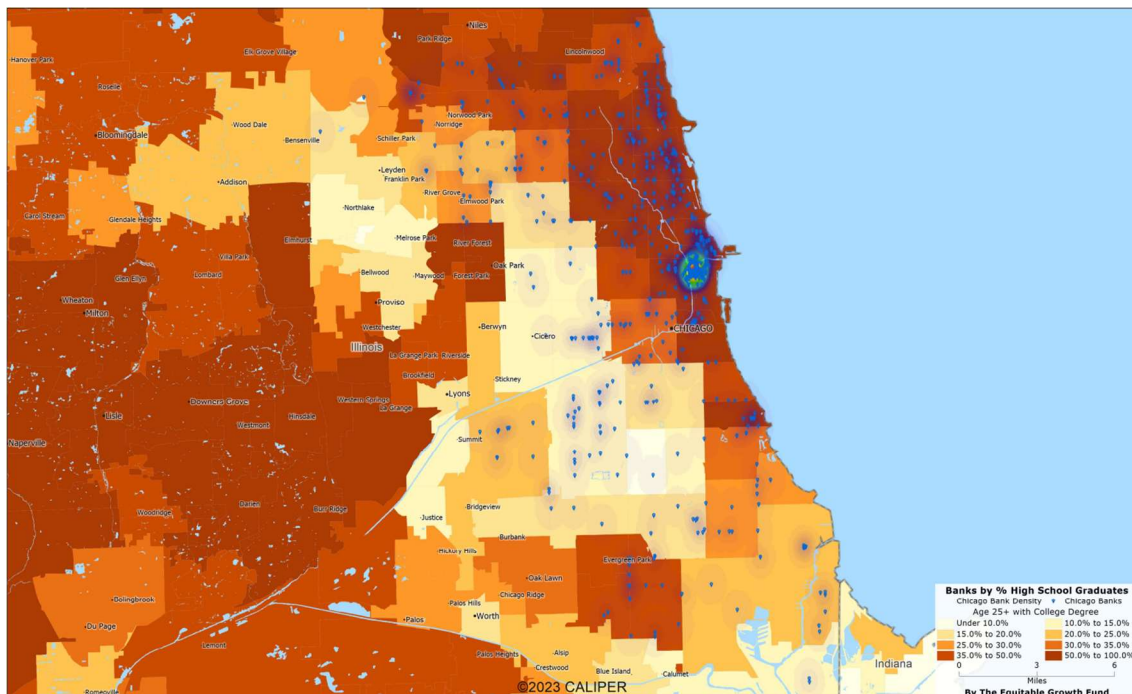 Niles
Park Ridge
Lincolnwood
Elk Grove Village
Hanover Park
Roselle
Norwood Park
Norridge
Wood Dale
Bloomingdale
Bensenville
Schiller Park
Leyden
Franklin Park
Addison
River Grove
Elmwood Park
Northlake
Carol Stream
Glendale Heights
Melrose Park
Elmhurst
River Forest
Villa Park
Oak Park
Bellwood
Maywood
Forest Park
Lombard
Glen Ellyn
Wheaton
Proviso
Milton
Westchester
Berwyn
CHICAGO
Cicero
Illinois
La Grange Park
Riverside
Brookfield
Stickney
Lyons
Western Springs
La Grange
Downers Grove
Hinsdale
Lisle
Westmont
Summit
Naperville
Darien
Burr Ridge
Woodridge
Bridgeview
Justice
Burbank
Hickory Hills
Evergreen Park
Oak Lawn
Chicago Ridge
Bolingbrook
Palos Hills
Worth
Palos
Du Page
Lemont
Palos Heights
Alsip
Crestwood
Blue Island
Calumet
Indiana
Romeoville
©2023 CALIPER
Banks by % High School Graduates
Chicago Bank Density Chicago Banks
Age 25+ with College Degree
Under 10.0% 10.0% to 15.0%
15.0% to 20.0% 20.0% to 25.0%
25.0% to 30.0% 30.0% to 35.0%
35.0% to 50.0% 50.0% to 100.0%
0 3 6
Miles
By The Equitable Growth Fund